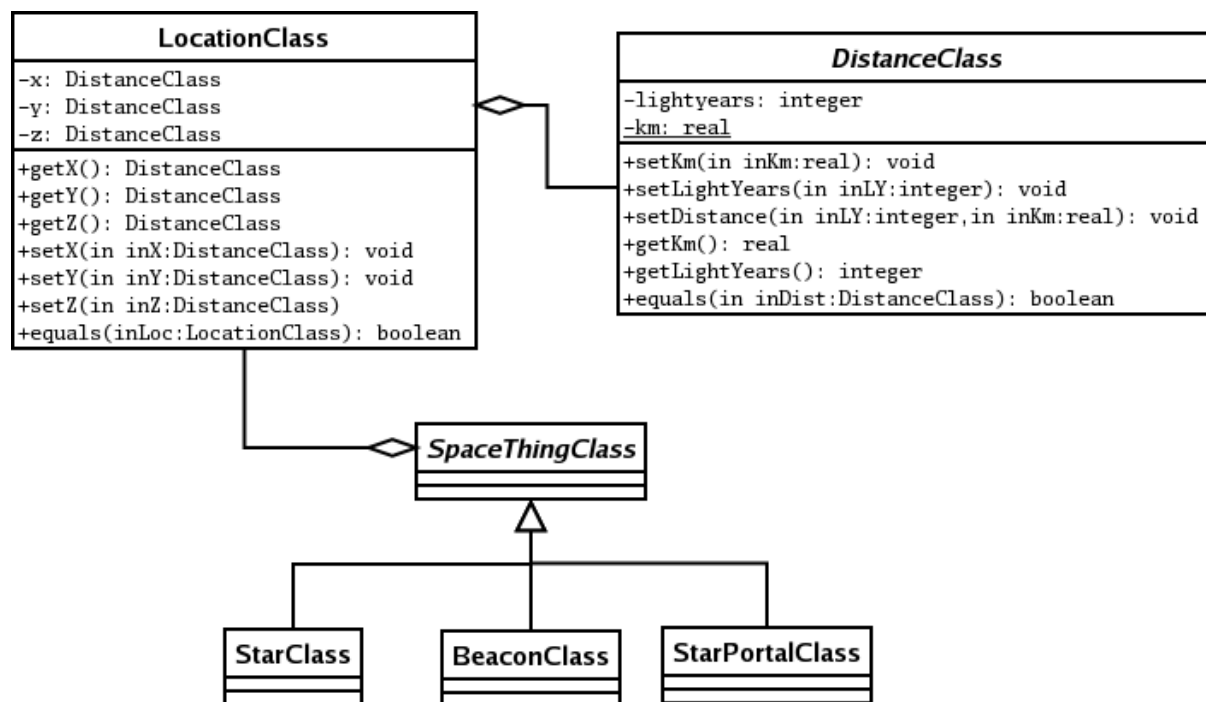 LocationClass
-x: DistanceClass
-y: DistanceClass
-z: DistanceClass
+getX(): DistanceClass
+getY(): DistanceClass
+getZ(): DistanceClass
+setX(in inX:DistanceClass): void
+setY(in inY:DistanceClass): void
+setZ(in inZ:DistanceClass)
+equals(inLoc:LocationClass): boolean
DistanceClass
-lightyears: integer
-km: real
+setKm(in inKm:real): void
+setLightYears(in inLY:integer): void
+setDistance(in inLY:integer,in inKm:real): void
+getKm(): real
+getLightYears(): integer
+equals(in inDist:DistanceClass): boolean
SpaceThingClass
StarClass
BeaconClass
StarPortalClass